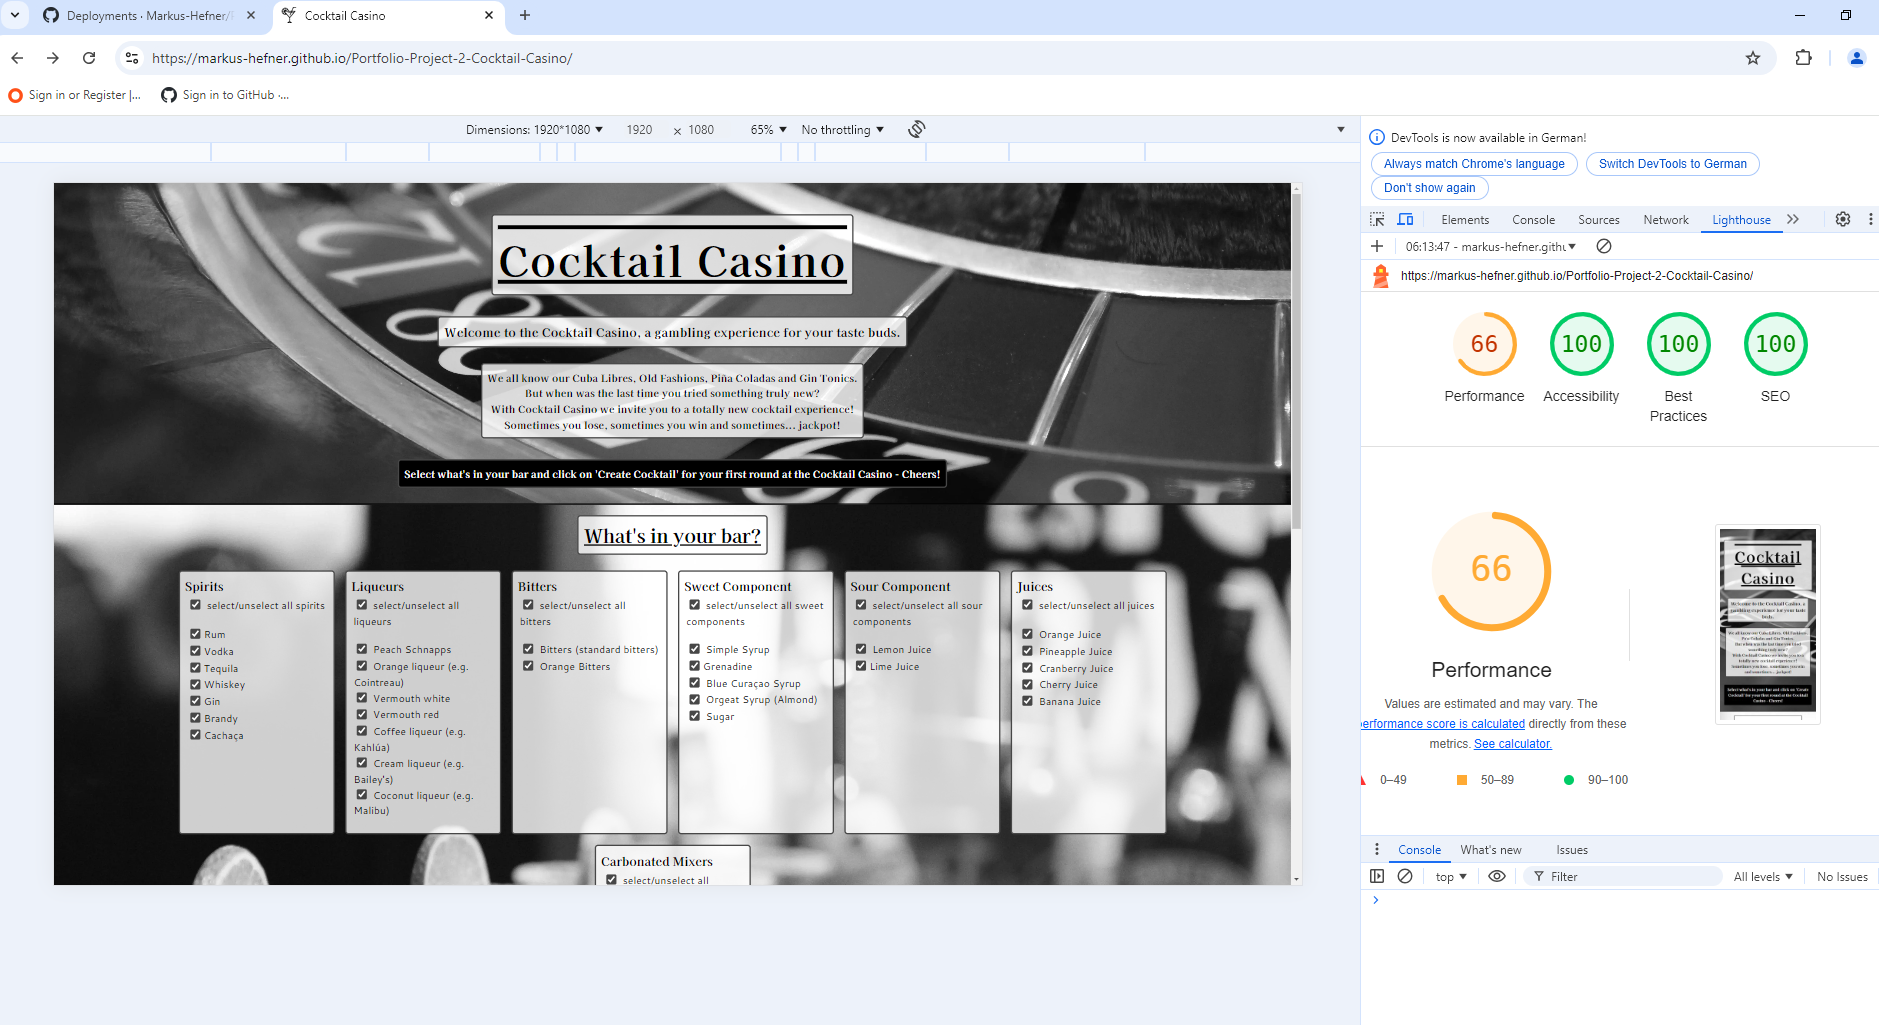 Deployments · Markus-Hefner/
Cocktail Casino
https://markus-hefner.github.io/Portfolio-Project-2-Cocktail-Casino/
Sign in or Register |...
Sign in to GitHub ·...
Dimensions: 1920*1080
1920
×
1080
65%
No throttling
Cocktail Casino
Welcome to the Cocktail Casino, a gambling experience for your taste buds.
We all know our Cuba Libres, Old Fashions, Piña Coladas and Gin Tonics.
But when was the last time you tried something truly new?
With Cocktail Casino we invite you to a totally new cocktail experience!
Sometimes you lose, sometimes you win and sometimes... jackpot!
Select what's in your bar and click on 'Create Cocktail' for your first round at the Cocktail Casino - Cheers!
What's in your bar?
Spirits
select/unselect all spirits
Rum
Vodka
Tequila
Whiskey
Gin
Brandy
Cachaça
Liqueurs
select/unselect all
liqueurs
Peach Schnapps
Orange liqueur (e.g.
Cointreau)
Vermouth white
Vermouth red
Coffee liqueur (e.g.
Kahlúa)
Cream liqueur (e.g.
Bailey's)
Coconut liqueur (e.g.
Malibu)
Bitters
select/unselect all
bitters
Bitters (standard bitters)
Orange Bitters
Sweet Component
select/unselect all sweet
components
Simple Syrup
Grenadine
Blue Curaçao Syrup
Orgeat Syrup (Almond)
Sugar
Sour Component
select/unselect all sour
components
Lemon Juice
Lime Juice
Juices
select/unselect all juices
Orange Juice
Pineapple Juice
Cranberry Juice
Cherry Juice
Banana Juice
Carbonated Mixers
select/unselect all
DevTools is now available in German!
Always match Chrome's language
Switch DevTools to German
Don't show again
Elements
Console
Sources
Network
Lighthouse
06:13:47 - markus-hefner.githu
https://markus-hefner.github.io/Portfolio-Project-2-Cocktail-Casino/
66
100
100
100
Performance
Accessibility
Best
Practices
SEO
66
Performance
Values are estimated and may vary. The
performance score is calculated directly from these
metrics. See calculator.
0–49
50–89
90–100
Cocktail
Casino
Welcome to the Cocktail Casino, a
gambling experience for your taste
buds.
Console
What's new
Issues
top
Filter
All levels
No Issues